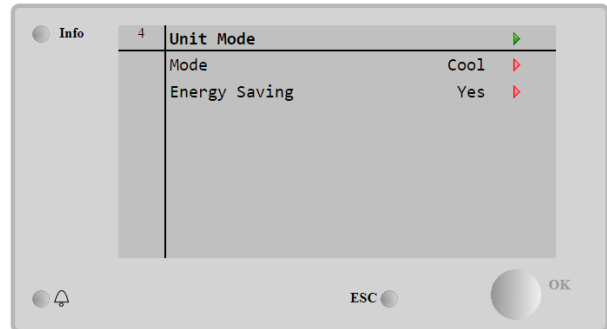 Info
4 Unit Mode
Mode Cool
Energy Saving Yes
ESC
OK